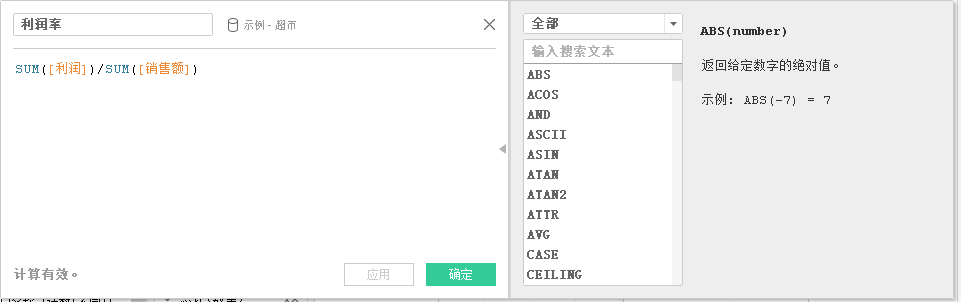 利润率
示例 - 超市
SUM([利润])/SUM([销售额])
计算有效。
应用
确定
全部
输入搜索文本
ABS
ACOS
AND
ASCII
ASIN
ATAN
ATAN2
ATTR
AVG
CASE
CEILING
ABS(number)
返回给定数字的绝对值。
示例: ABS(-7) = 7